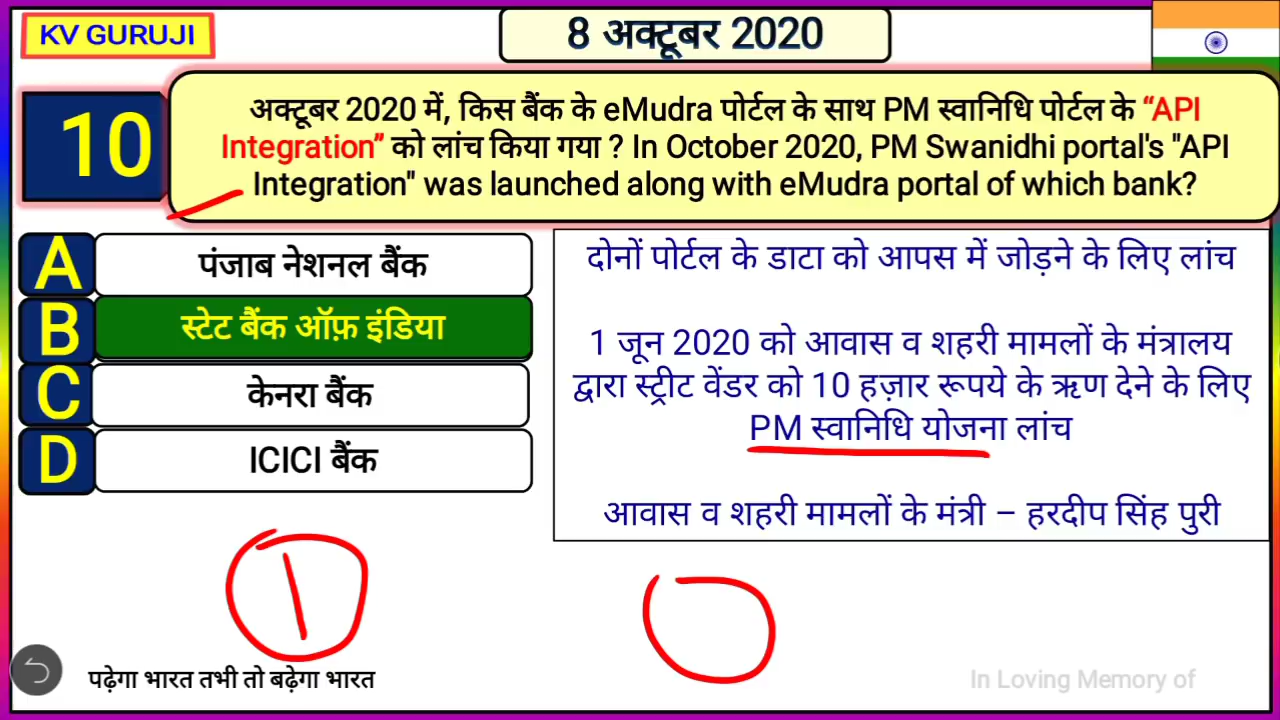 KV GURUJI
8 अक्टूबर 2020
10
अक्टूबर 2020 में, किस बैंक के eMudra पोर्टल के साथ PM स्वानिधि पोर्टल के “API
Integration” को लांच किया गया ? In October 2020, PM Swanidhi portal's "API
Integration" was launched along with eMudra portal of which bank?
A पंजाब नेशनल बैंक
B स्टेट बैंक ऑफ़ इंडिया
C केनरा बैंक
D ICICI बैंक
दोनों पोर्टल के डाटा को आपस में जोड़ने के लिए लांच
1 जून 2020 को आवास व शहरी मामलों के मंत्रालय
द्वारा स्ट्रीट वेंडर को 10 हज़ार रूपये के ऋण देने के लिए
PM स्वानिधि योजना लांच
आवास व शहरी मामलों के मंत्री – हरदीप सिंह पुरी
1
पढ़ेगा भारत तभी तो बढ़ेगा भारत
In Loving Memory of